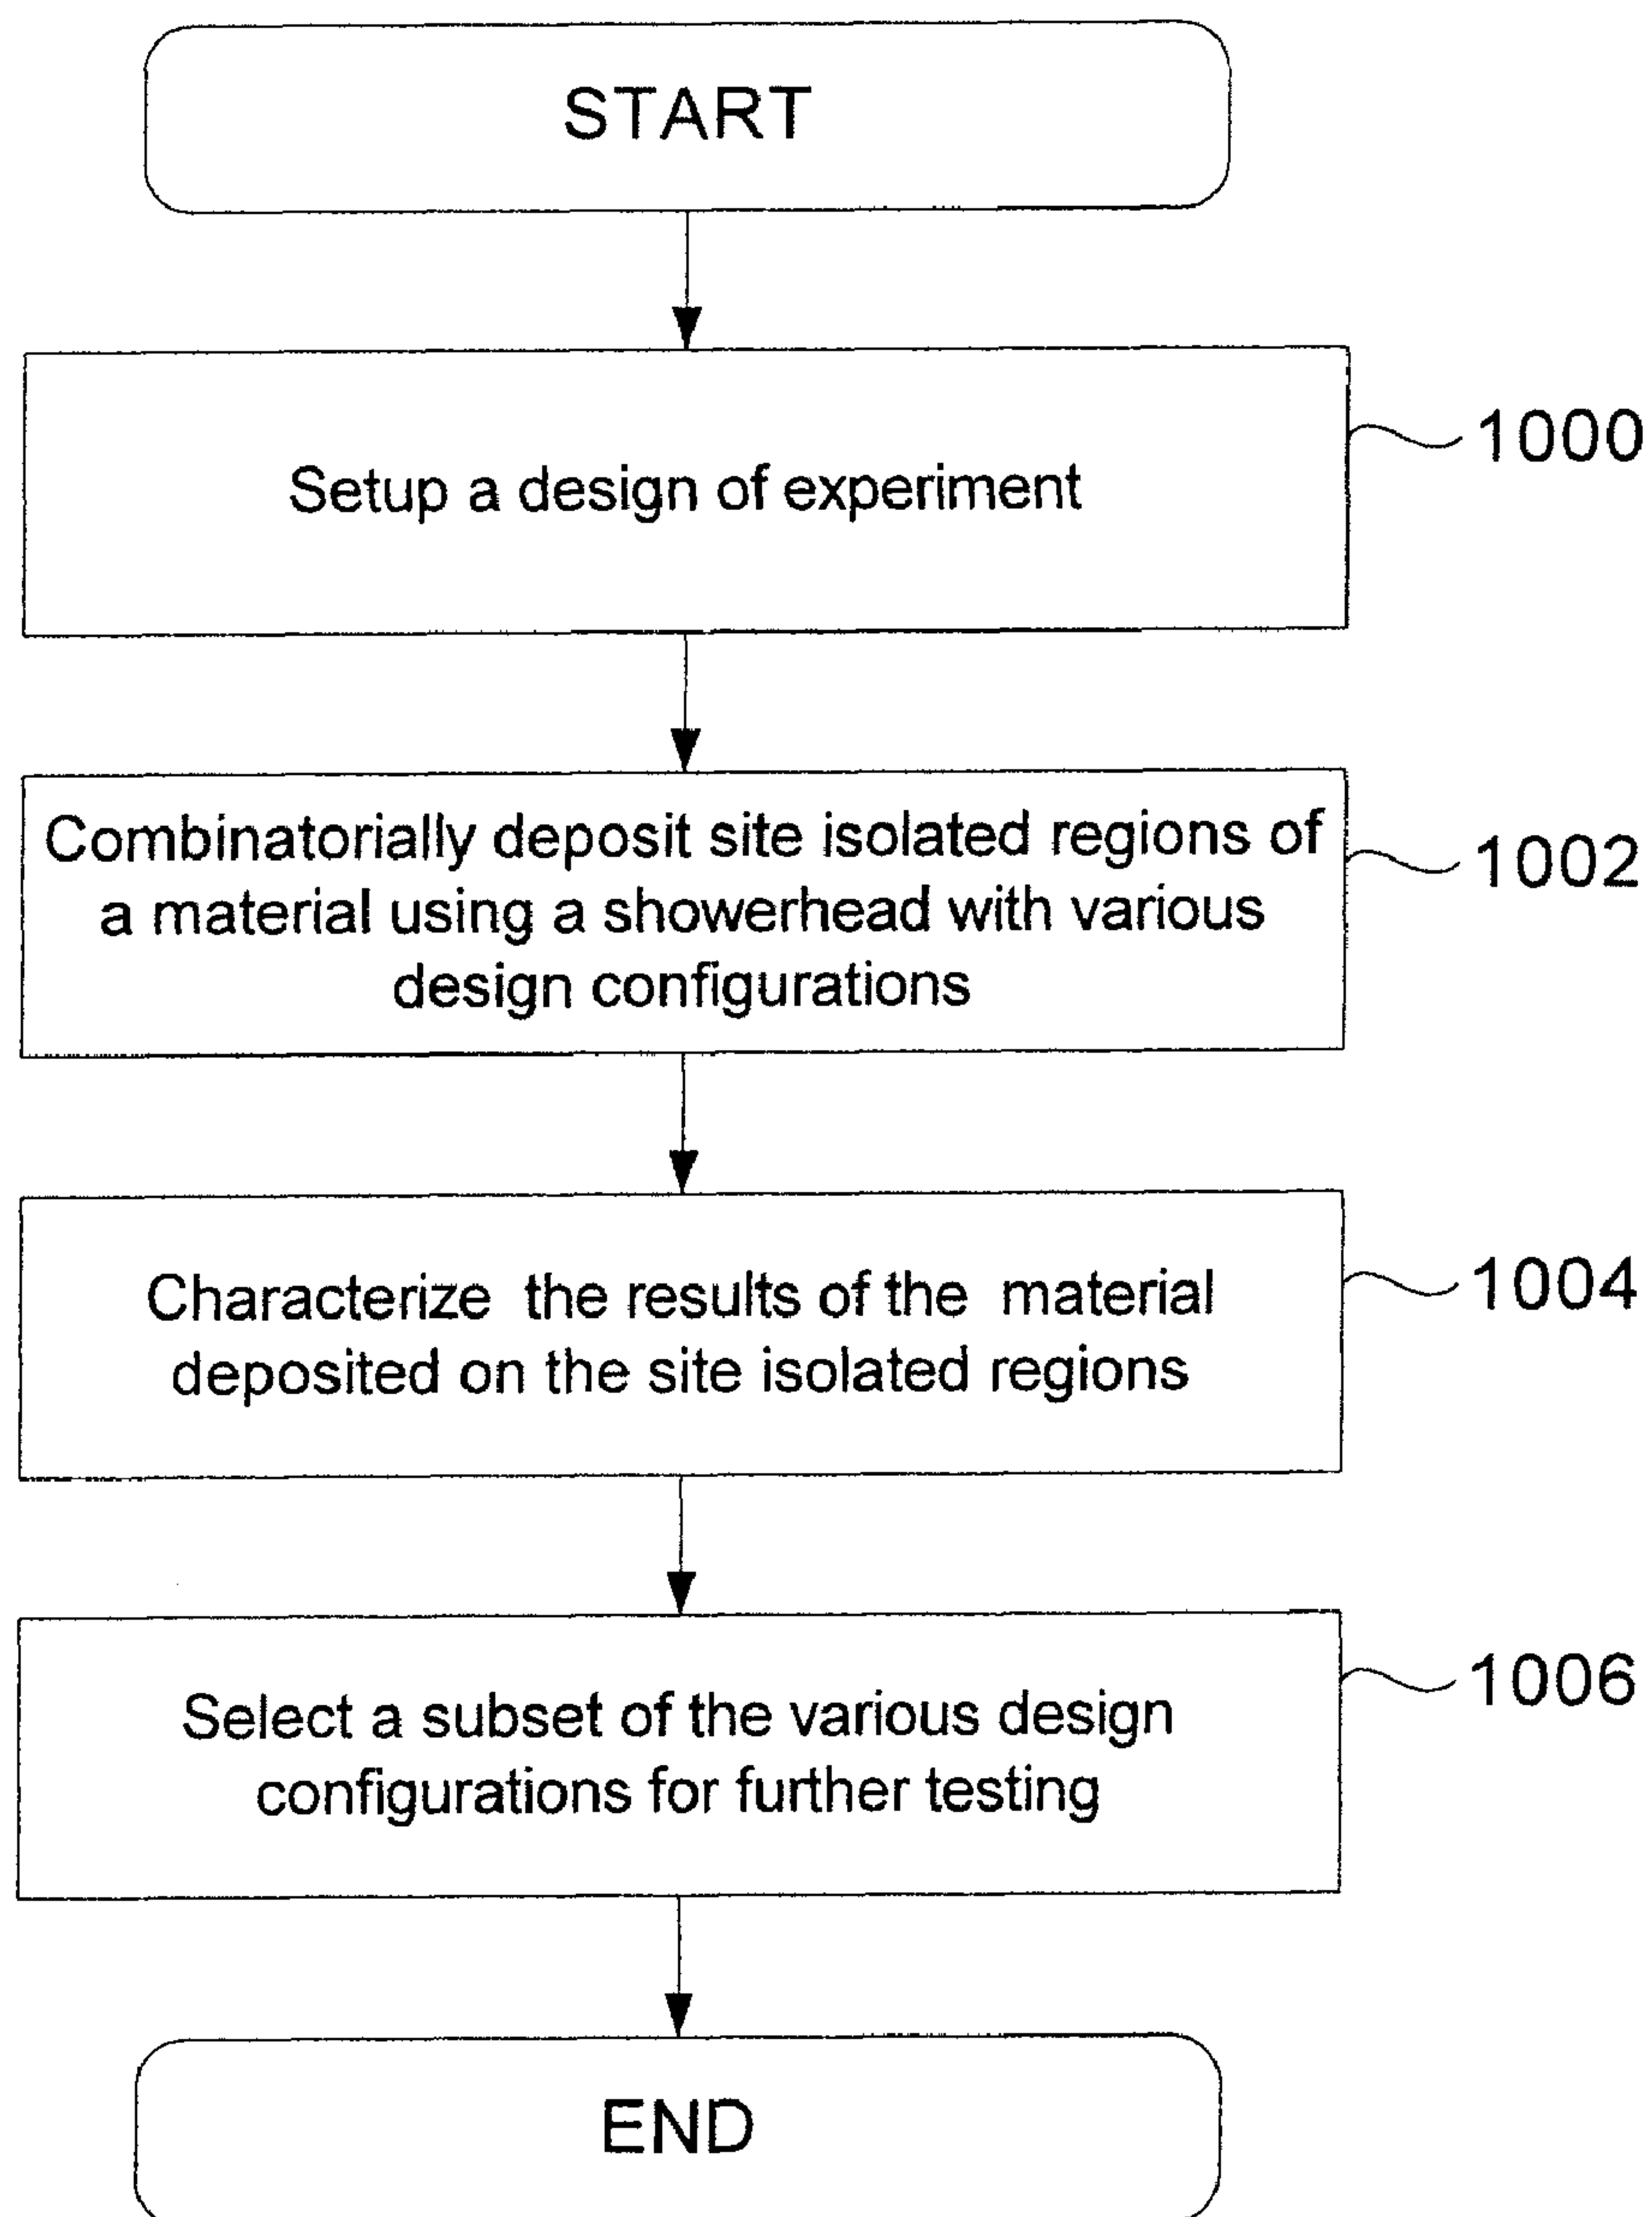 START
Setup a design of experiment
1000
Combinatorially deposit site isolated regions of
a material using a showerhead with various
design configurations
1002
Characterize the results of the material
deposited on the site isolated regions
1004
Select a subset of the various design
configurations for further testing
1006
END